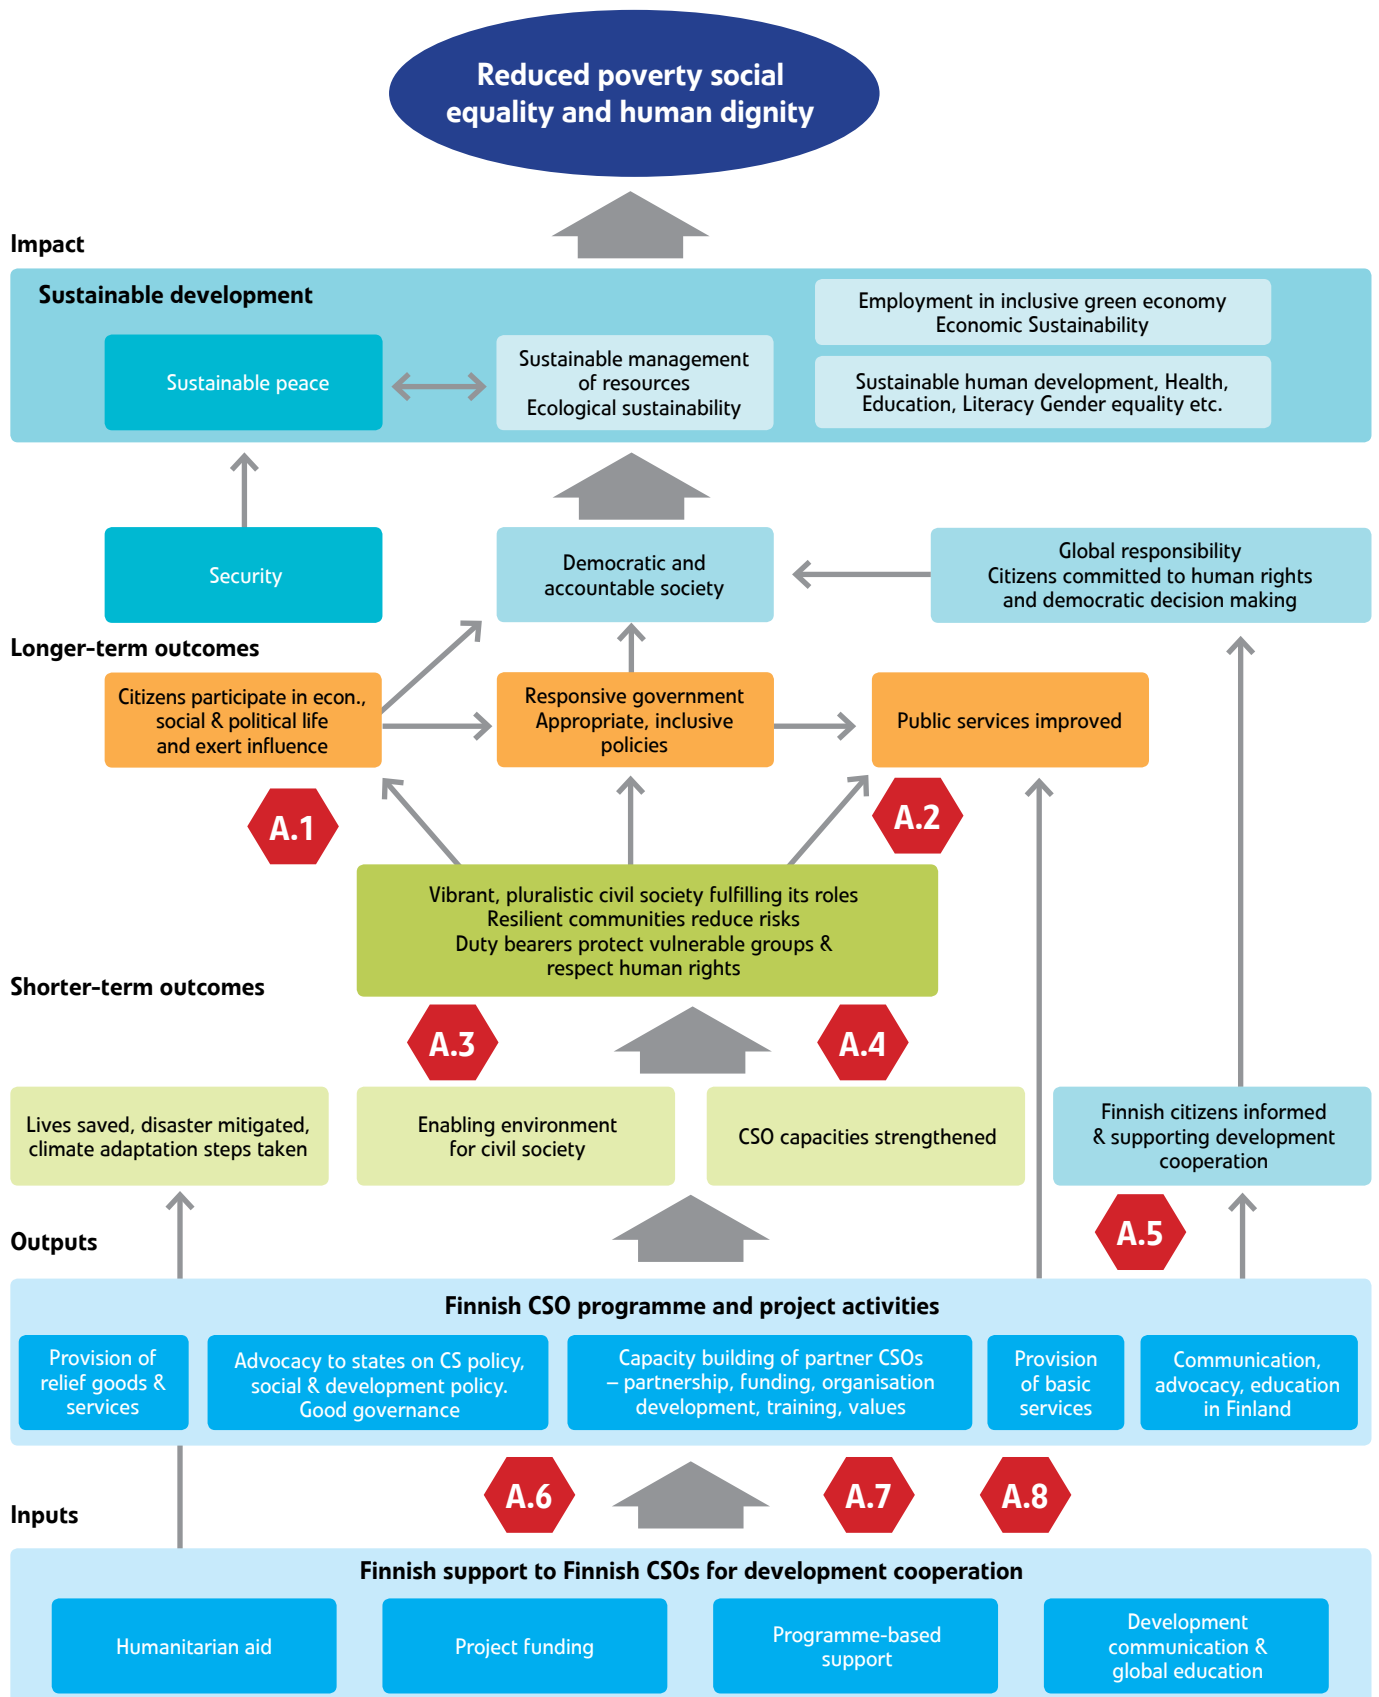 Reduced poverty social
equality and human dignity
Impact
Sustainable development
Employment in inclusive green economy
Economic Sustainability
Sustainable peace
Sustainable management
of resources
Ecological sustainability
Sustainable human development, Health,
Education, Literacy Gender equality etc.
Security
Democratic and
accountable society
Global responsibility
Citizens committed to human rights
and democratic decision making
Longer-term outcomes
Citizens participate in econ.,
social & political life
and exert influence
Responsive government
Appropriate, inclusive
policies
Public services improved
A.1
A.2
Vibrant, pluralistic civil society fulfilling its roles
Resilient communities reduce risks
Duty bearers protect vulnerable groups &
respect human rights
Shorter-term outcomes
A.3
A.4
Lives saved, disaster mitigated,
climate adaptation steps taken
Enabling environment
for civil society
CSO capacities strengthened
Finnish citizens informed
& supporting development
cooperation
A.5
Outputs
Finnish CSO programme and project activities
Provision of
relief goods &
services
Advocacy to states on CS policy,
social & development policy.
Good governance
Capacity building of partner CSOs
– partnership, funding, organisation
development, training, values
Provision
of basic
services
Communication,
advocacy, education
in Finland
A.6
A.7
A.8
Inputs
Finnish support to Finnish CSOs for development cooperation
Humanitarian aid
Project funding
Programme-based
support
Development
communication &
global education